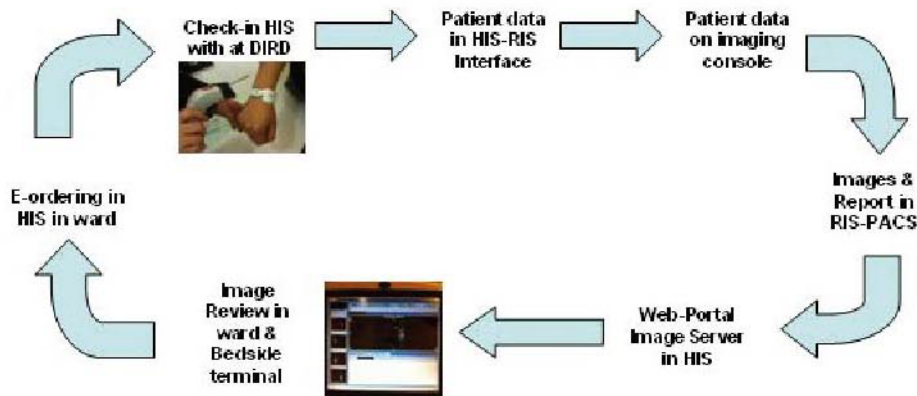 Check-in HIS
with at DIRD
Patient data
in HIS-RIS
Interface
Patient data
on imaging
console
Images &
Report in
RIS-PACS
Web-Portal
Image Server
in HIS
Image
Review in
ward &
Bedside
terminal
E-ordering in
HIS in ward